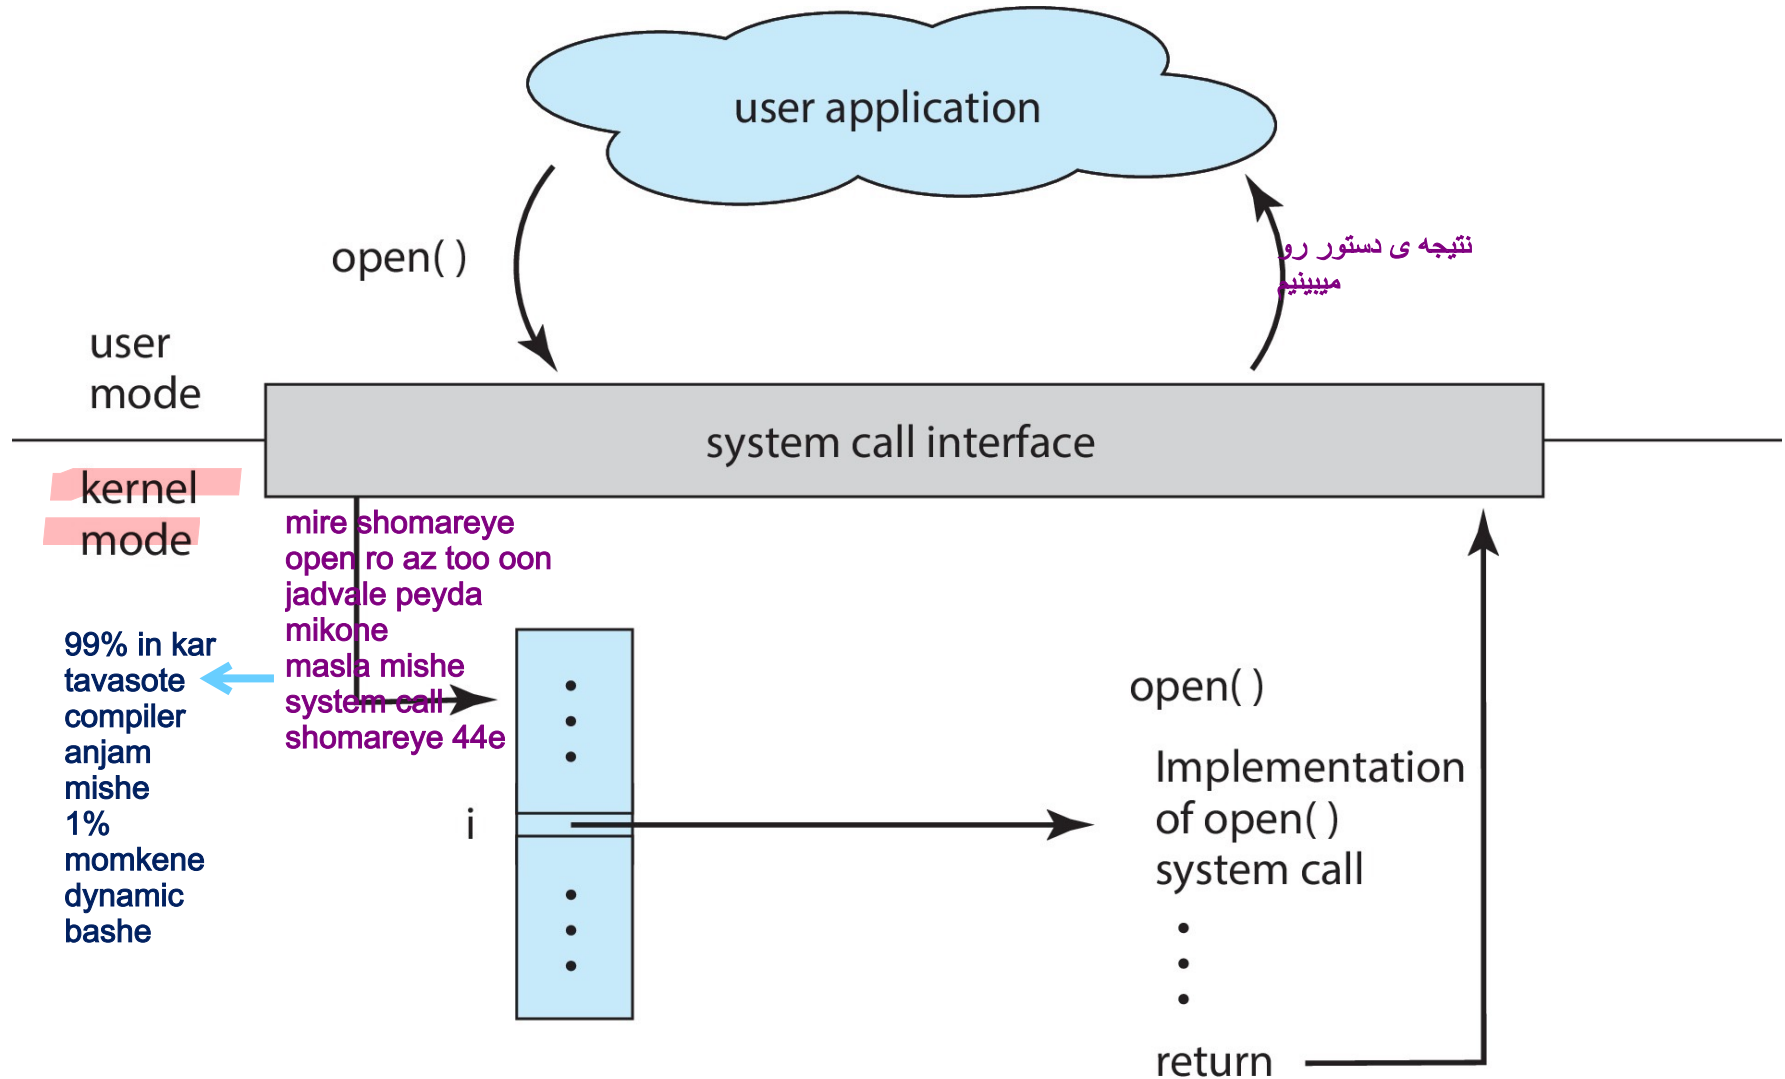 user application
open( )
نتیجه ی دستور رو
میبینیم
user
mode
system call interface
kernel
mode
mire shomareye
open ro az too oon
jadvale peyda
mikone
masla mishe
system call
shomareye 44e
99% in kar
tavasote
compiler
anjam
mishe
1%
momkene
dynamic
bashe
i
open( )
Implementation
of open( )
system call
return